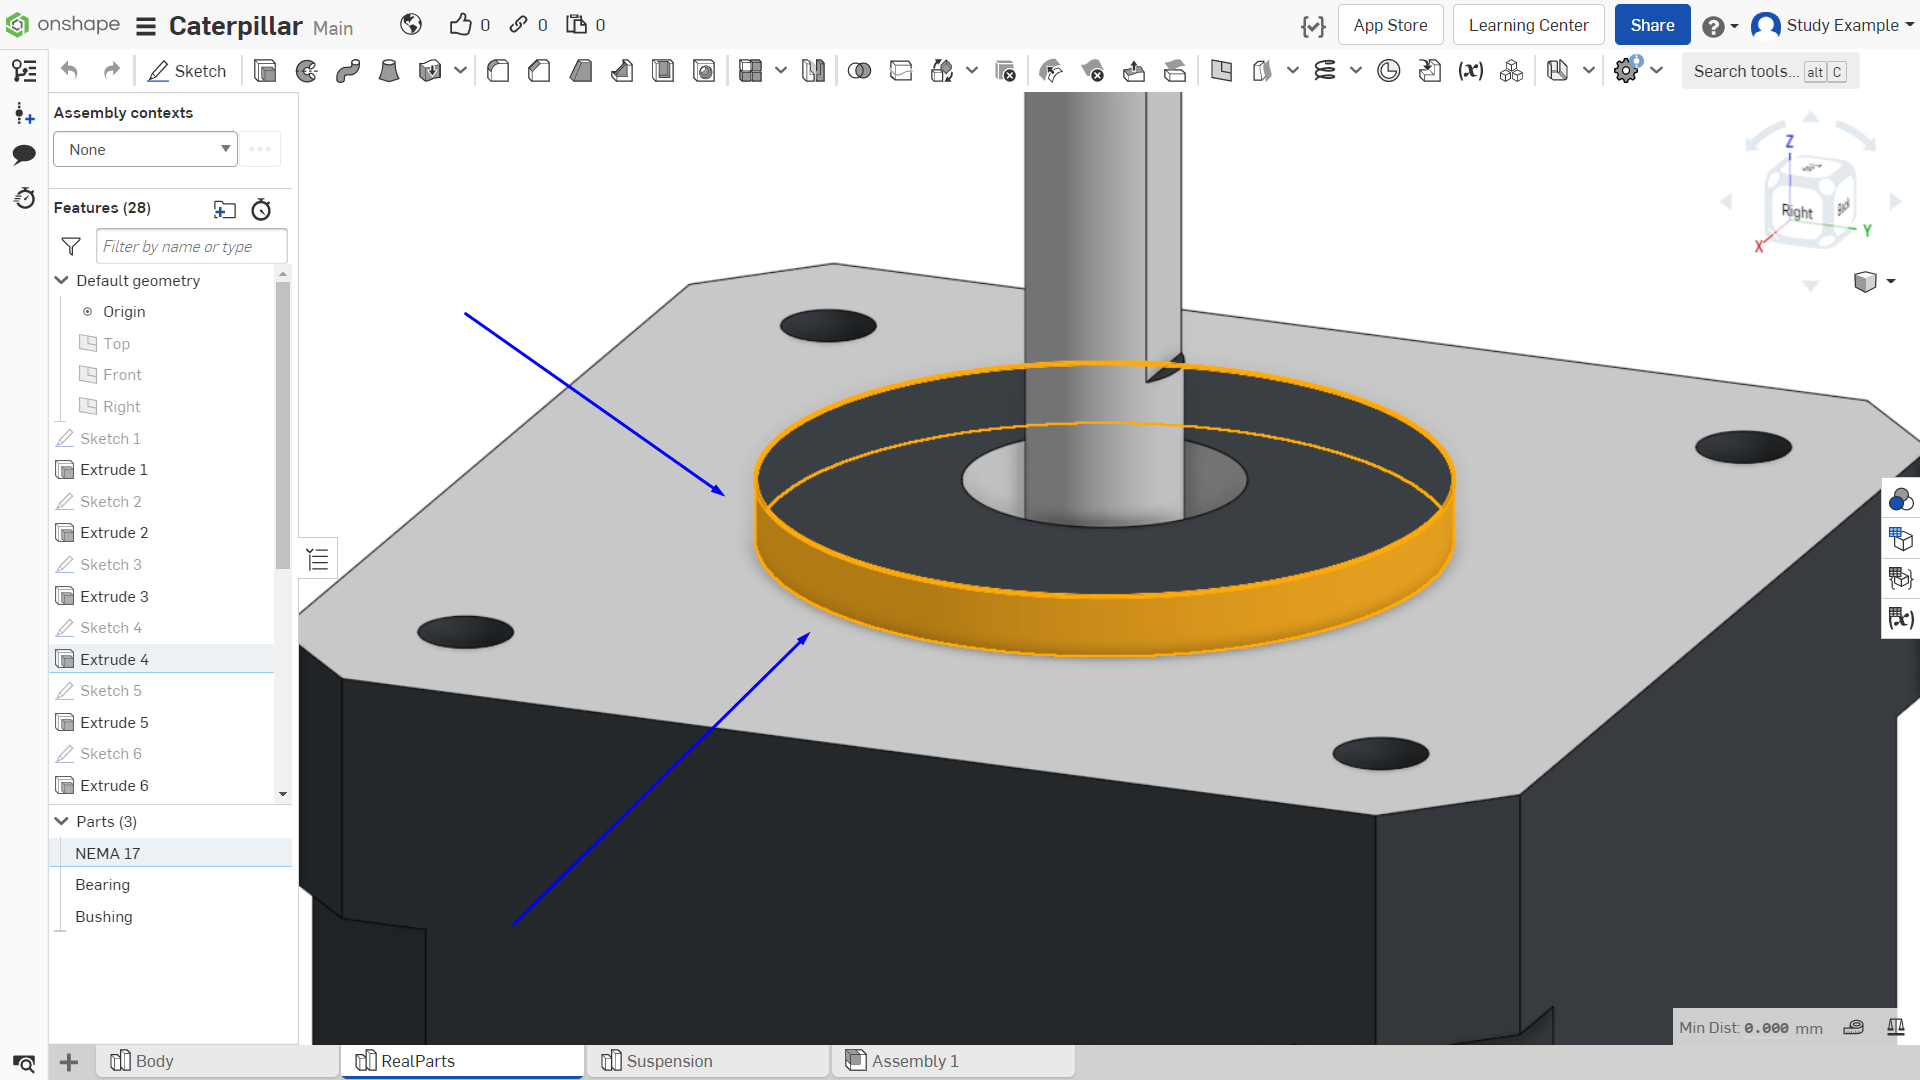 onshape Caterpillar Main 0 0 0 App Store Learning Center Share Study Example
Sketch Search tools... alt C
Assembly contexts
None
Features (28)
Filter by name or type
Default geometry
Origin
Top
Front
Right
Sketch 1
Extrude 1
Sketch 2
Extrude 2
Sketch 3
Extrude 3
Sketch 4
Extrude 4
Sketch 5
Extrude 5
Sketch 6
Extrude 6
Parts (3)
NEMA 17
Bearing
Bushing
Z
Right Back
Y
X
Min Dist: 0.000 mm
Body RealParts Suspension Assembly 1